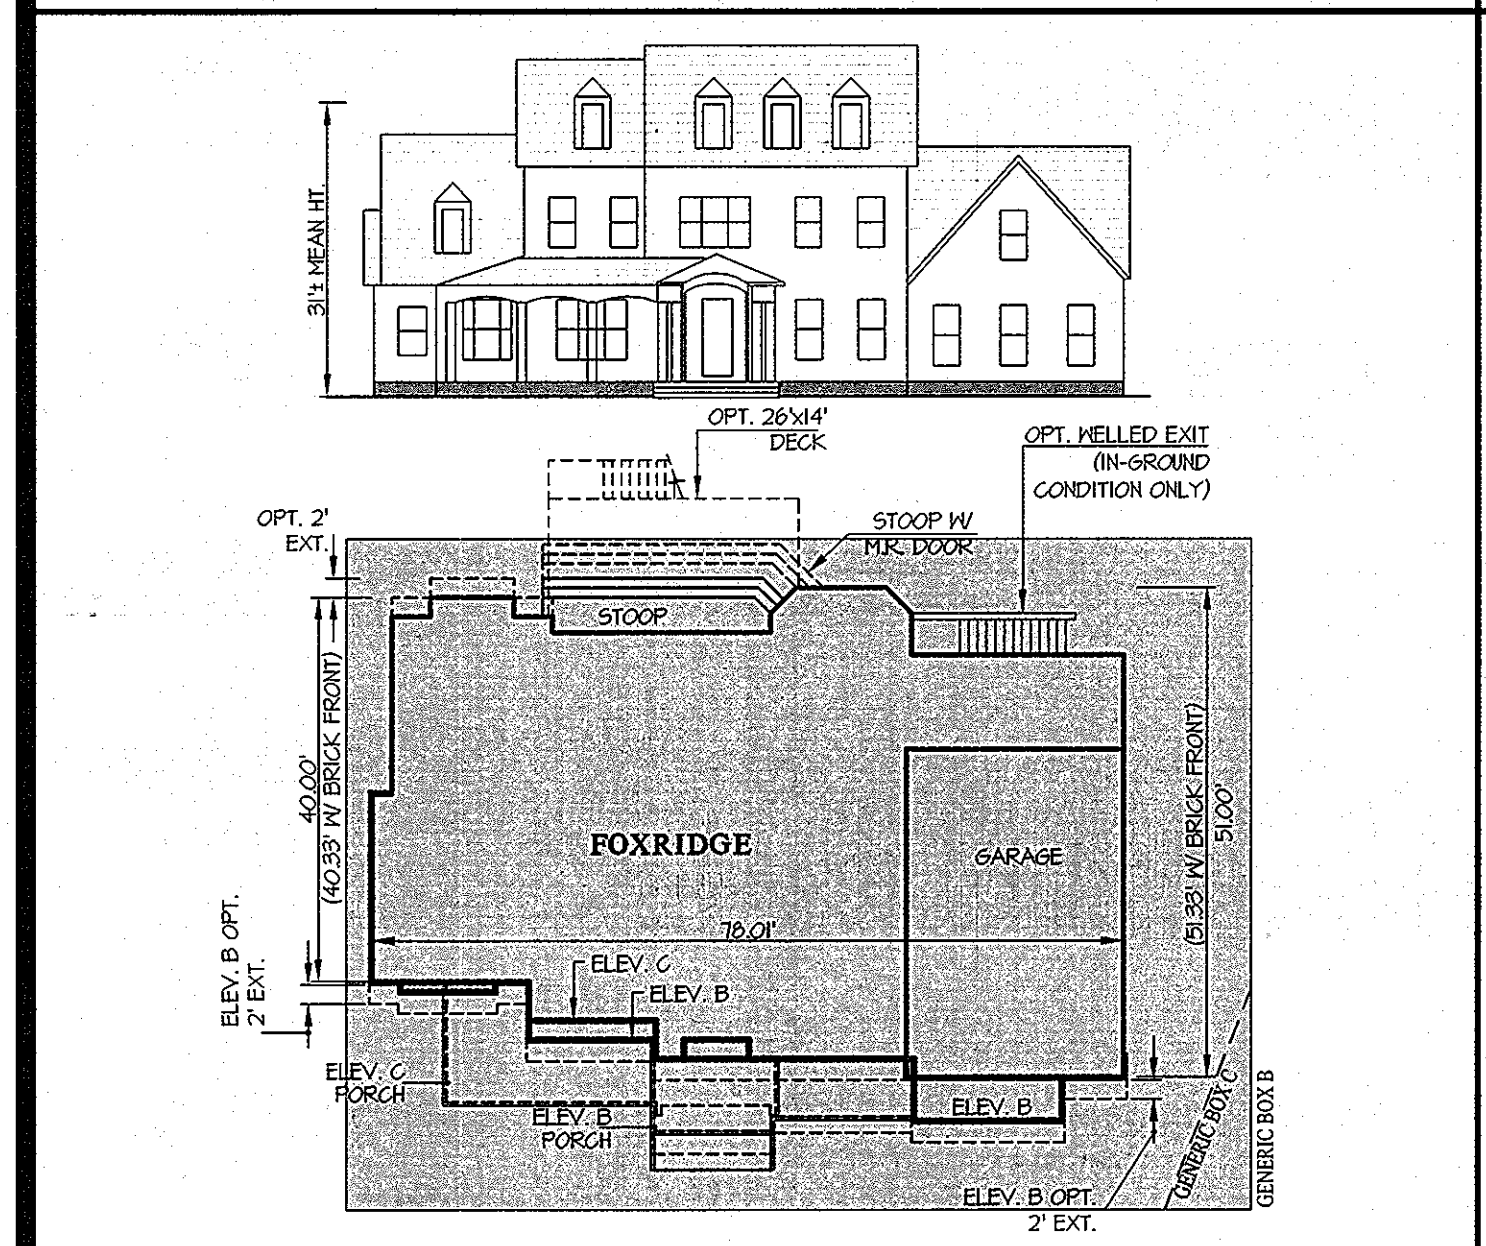 31'± MEAN HT.
OPT. 26'x14'
DECK
OPT. WELLED EXIT
(IN-GROUND
CONDITION ONLY)
OPT. 2'
EXT.
STOOP W/
M.R. DOOR
STOOP
40.00'
(40.33' W/ BRICK FRONT)
(51.33' W/ BRICK FRONT)
51.00'
FOXRIDGE
GARAGE
78.01'
ELEV. B OPT.
2' EXT.
ELEV. C
ELEV. B
ELEV. C
PORCH
ELEV. B
PORCH
ELEV. B
GENERIC BOX C
GENERIC BOX B
ELEV. B OPT.
2' EXT.